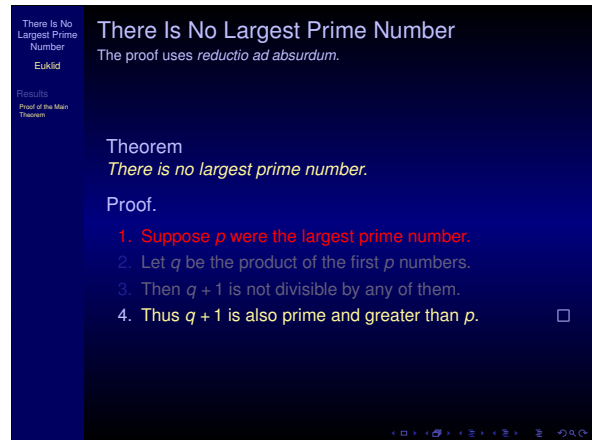 There Is No
Largest Prime
Number
Euklid
Results
Proof of the Main
Theorem
There Is No Largest Prime Number
The proof uses reductio ad absurdum.
Theorem
There is no largest prime number.
Proof.
1. Suppose p were the largest prime number.
2. Let q be the product of the first p numbers.
3. Then q + 1 is not divisible by any of them.
4. Thus q + 1 is also prime and greater than p. □